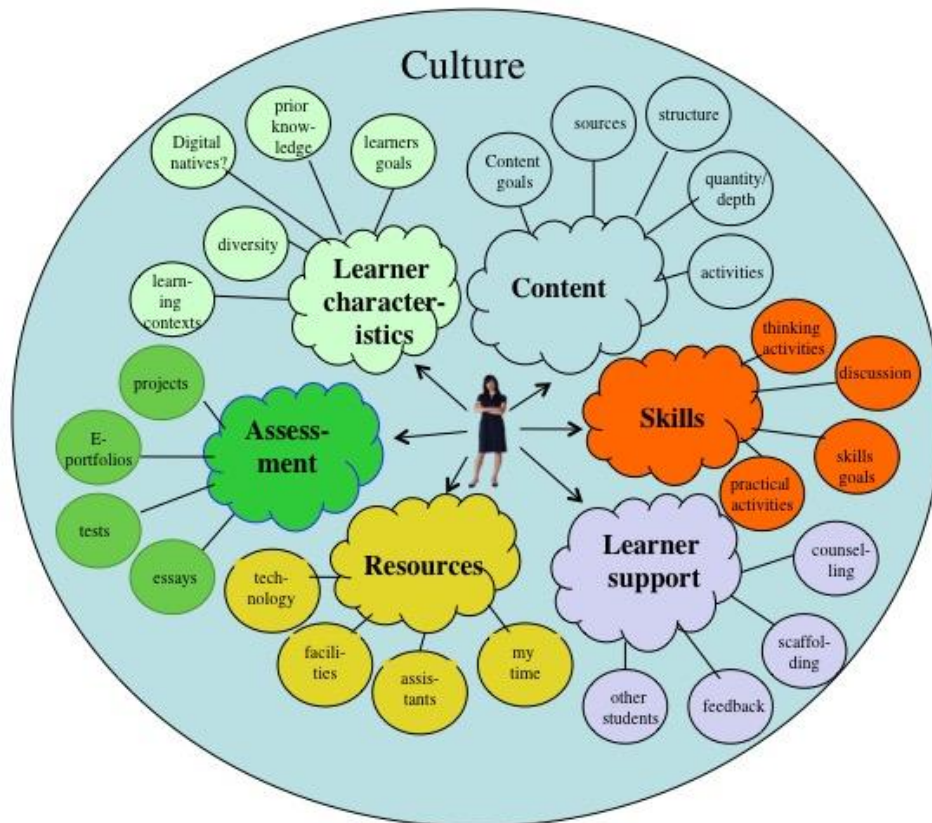 Culture
Digital
natives?
prior
know-
ledge
learners
goals
diversity
learn-
ing
contexts
Learner
character-
istics
Content
goals
sources
structure
quantity/
depth
activities
Content
thinking
activities
discussion
skills
goals
practical
activities
Skills
projects
E-
portfolios
tests
essays
Assess-
ment
tech-
nology
facili-
ties
assis-
tants
my
time
Resources
Learner
support
counsel-
ling
scaffol-
ding
feedback
other
students